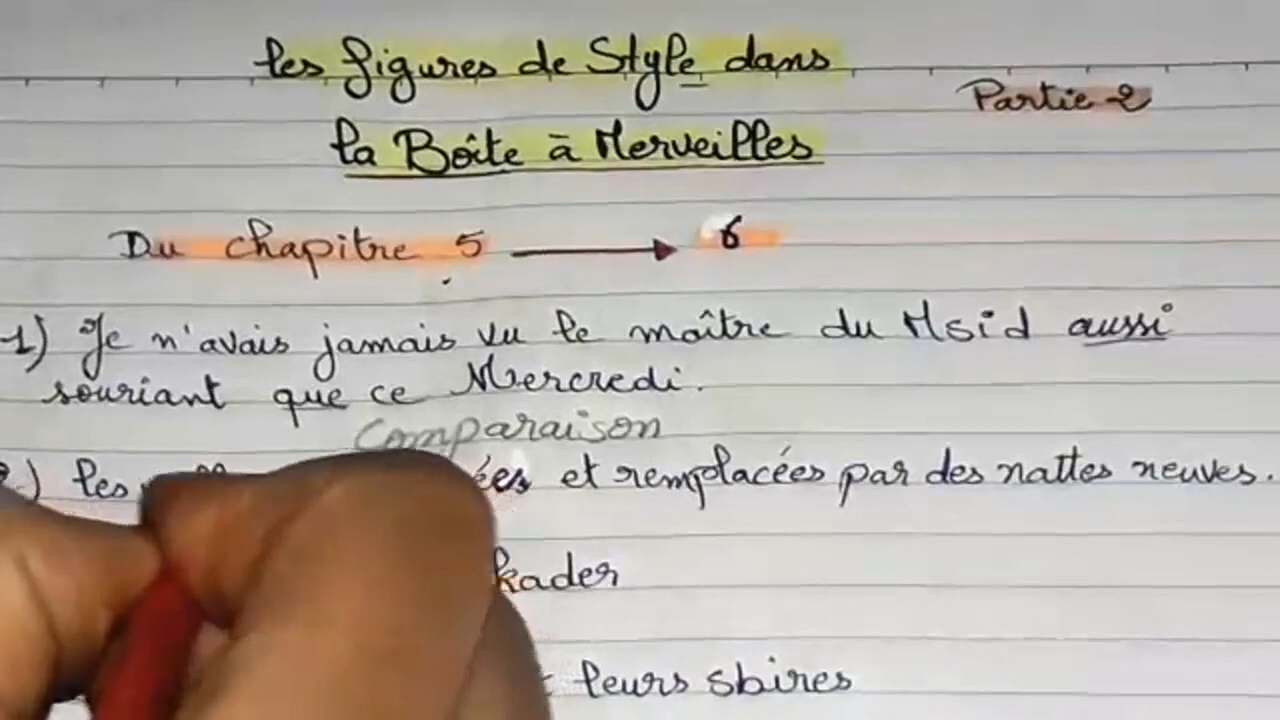 les figures de Style dans
Partie 2
la Boîte à Merveilles
Du chapitre 5 → 6
1) Je n'avais jamais vu le maître du Msid aussi
souriant que ce Mercredi.
Comparaison
) les et remplacées par des nattes neuves.
kader
leurs sbires